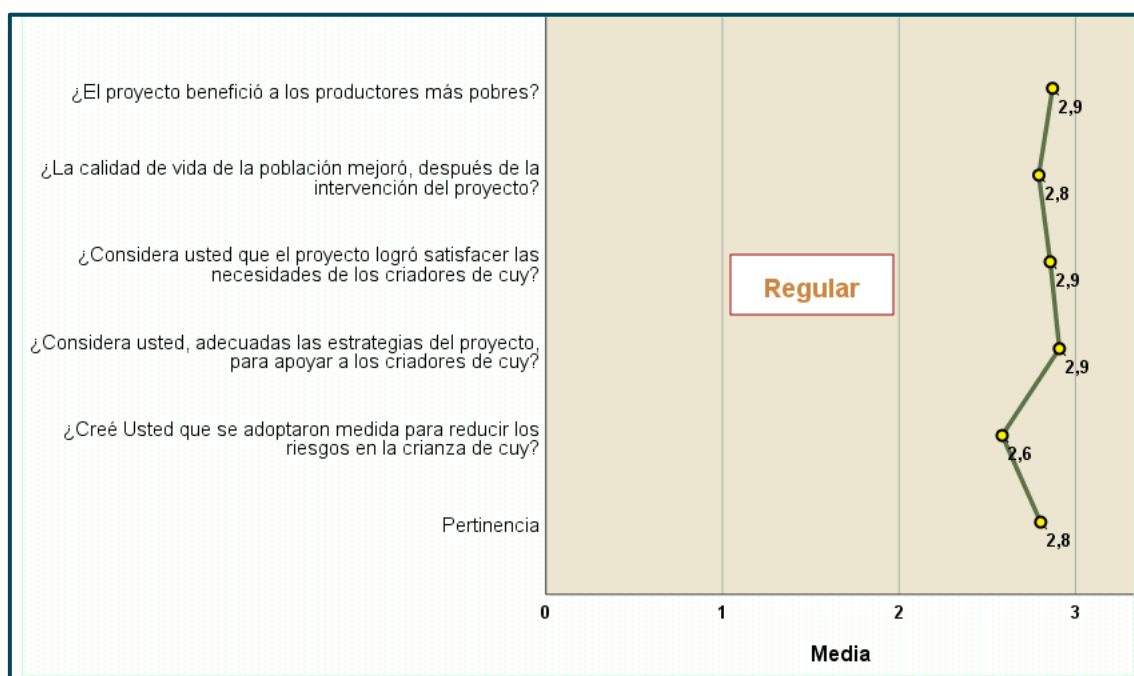 ¿El proyecto benefició a los productores más pobres?
2,9
¿La calidad de vida de la población mejoró, después de la
intervención del proyecto?
2,8
¿Considera usted que el proyecto logró satisfacer las
necesidades de los criadores de cuy?
2,9
Regular
¿Considera usted, adecuadas las estrategias del proyecto,
para apoyar a los criadores de cuy?
2,9
¿Creé Usted que se adoptaron medida para reducir los
riesgos en la crianza de cuy?
2,6
Pertinencia
2,8
0 1 2 3
Media